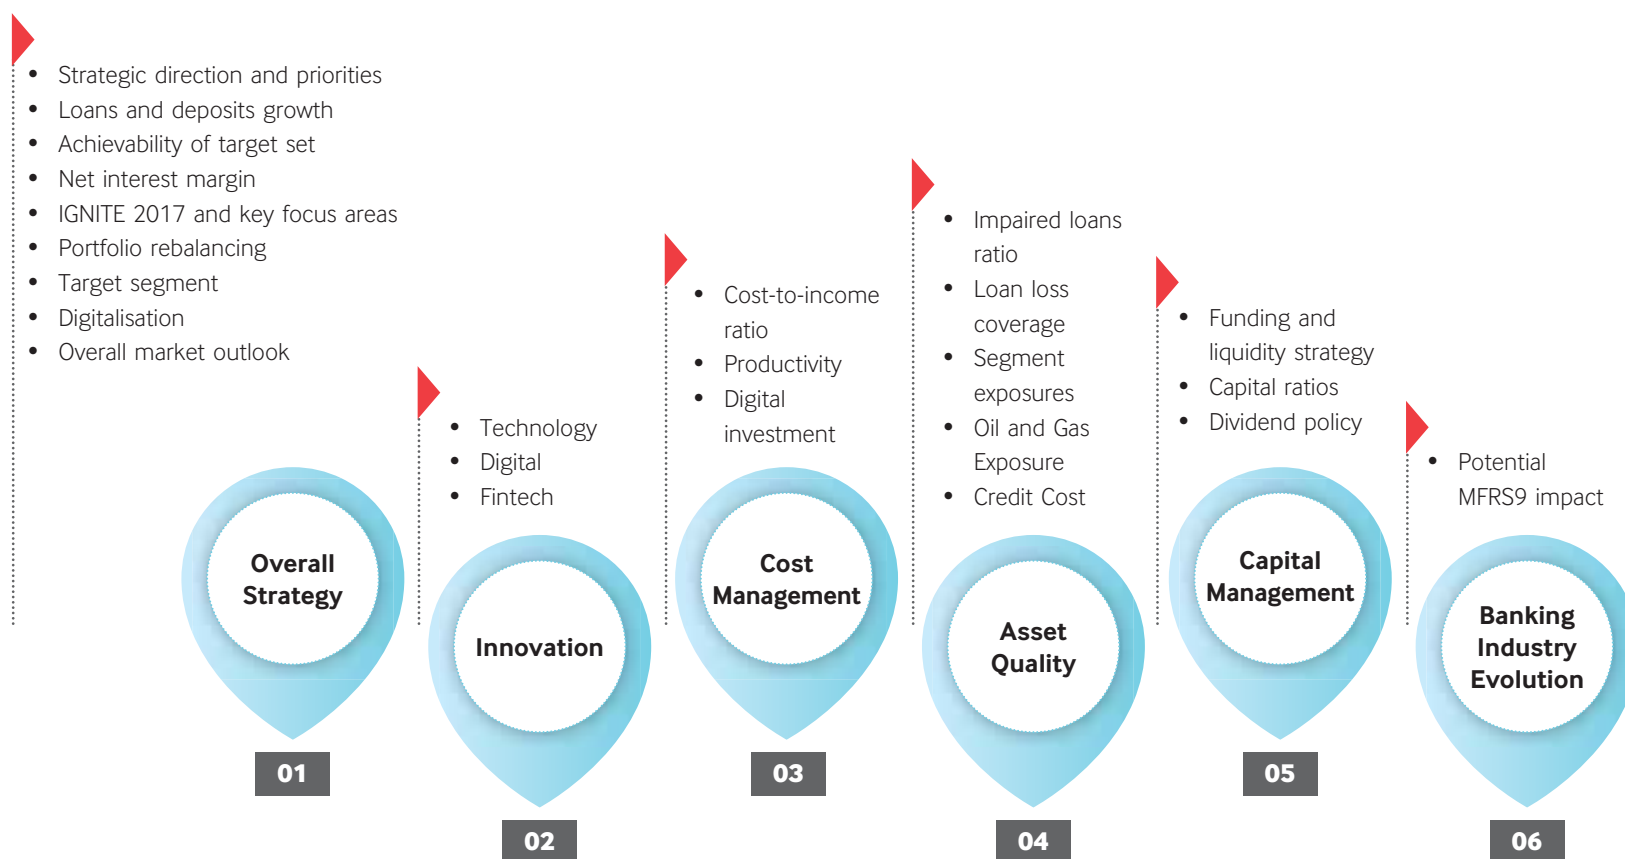 • Strategic direction and priorities
• Loans and deposits growth
• Achievability of target set
• Net interest margin
• IGNITE 2017 and key focus areas
• Portfolio rebalancing
• Target segment
• Digitalisation
• Overall market outlook
Overall
Strategy
01
• Technology
• Digital
• Fintech
Innovation
02
• Cost-to-income
ratio
• Productivity
• Digital
investment
Cost
Management
03
• Impaired loans
ratio
• Loan loss
coverage
• Segment
exposures
• Oil and Gas
Exposure
• Credit Cost
Asset
Quality
04
• Funding and
liquidity strategy
• Capital ratios
• Dividend policy
Capital
Management
05
• Potential
MFRS9 impact
Banking
Industry
Evolution
06